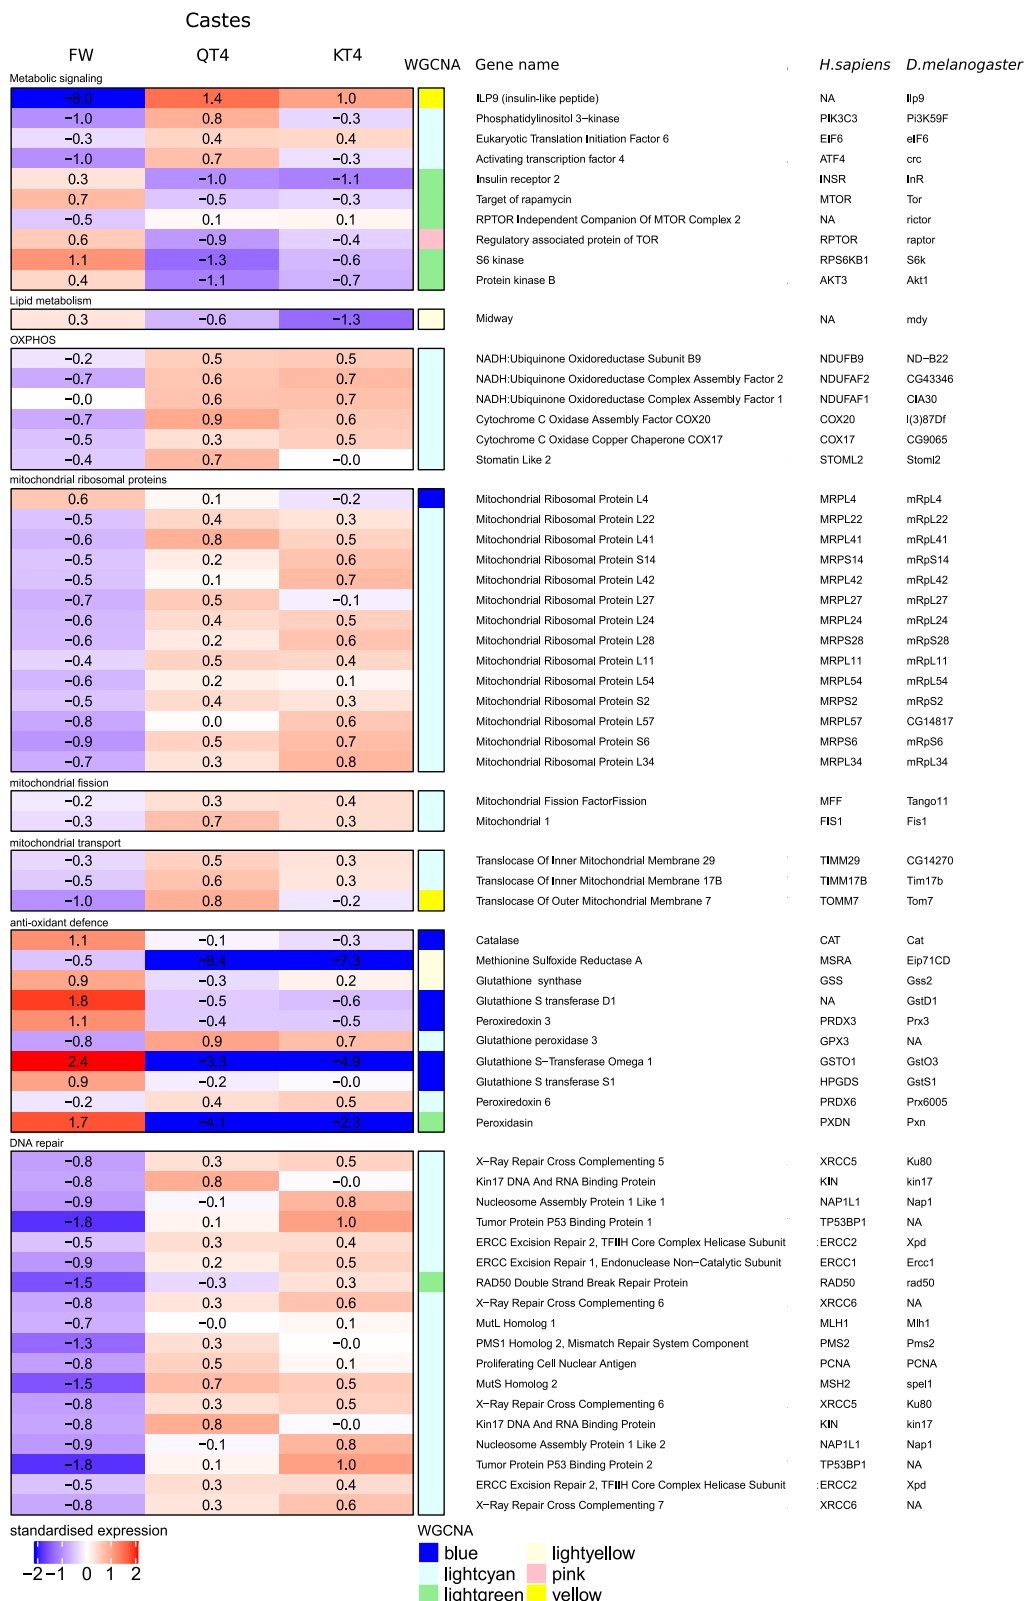 Castes
FW QT4 KT4 WGCNA Gene name H.sapiens D.melanogaster
Metabolic signaling
−8.0 1.4 1.0 ILP9 (insulin−like peptide) NA Ilp9
−1.0 0.8 −0.3 Phosphatidylinositol 3−kinase PIK3C3 Pi3K59F
−0.3 0.4 0.4 Eukaryotic Translation Initiation Factor 6 EIF6 eIF6
−1.0 0.7 −0.3 Activating transcription factor 4 ATF4 crc
0.3 −1.0 −1.1 Insulin receptor 2 INSR InR
0.7 −0.5 −0.3 Target of rapamycin MTOR Tor
−0.5 0.1 0.1 RPTOR Independent Companion Of MTOR Complex 2 NA rictor
0.6 −0.9 −0.4 Regulatory associated protein of TOR RPTOR raptor
1.1 −1.3 −0.6 S6 kinase RPS6KB1 S6k
0.4 −1.1 −0.7 Protein kinase B AKT3 Akt1
Lipid metabolism
0.3 −0.6 −1.3 Midway NA mdy
OXPHOS
−0.2 0.5 0.5 NADH:Ubiquinone Oxidoreductase Subunit B9 NDUFB9 ND−B22
−0.7 0.6 0.7 NADH:Ubiquinone Oxidoreductase Complex Assembly Factor 2 NDUFAF2 CG43346
−0.0 0.6 0.7 NADH:Ubiquinone Oxidoreductase Complex Assembly Factor 1 NDUFAF1 CIA30
−0.7 0.9 0.6 Cytochrome C Oxidase Assembly Factor COX20 COX20 l(3)87Df
−0.5 0.3 0.5 Cytochrome C Oxidase Copper Chaperone COX17 COX17 CG9065
−0.4 0.7 −0.0 Stomatin Like 2 STOML2 Stoml2
mitochondrial ribosomal proteins
0.6 0.1 −0.2 Mitochondrial Ribosomal Protein L4 MRPL4 mRpL4
−0.5 0.4 0.3 Mitochondrial Ribosomal Protein L22 MRPL22 mRpL22
−0.6 0.8 0.5 Mitochondrial Ribosomal Protein L41 MRPL41 mRpL41
−0.5 0.2 0.6 Mitochondrial Ribosomal Protein S14 MRPS14 mRpS14
−0.5 0.1 0.7 Mitochondrial Ribosomal Protein L42 MRPL42 mRpL42
−0.7 0.5 −0.1 Mitochondrial Ribosomal Protein L27 MRPL27 mRpL27
−0.6 0.4 0.5 Mitochondrial Ribosomal Protein L24 MRPL24 mRpL24
−0.6 0.2 0.6 Mitochondrial Ribosomal Protein L28 MRPS28 mRpS28
−0.4 0.5 0.4 Mitochondrial Ribosomal Protein L11 MRPL11 mRpL11
−0.6 0.2 0.1 Mitochondrial Ribosomal Protein L54 MRPL54 mRpL54
−0.5 0.4 0.3 Mitochondrial Ribosomal Protein S2 MRPS2 mRpS2
−0.8 0.0 0.6 Mitochondrial Ribosomal Protein L57 MRPL57 CG14817
−0.9 0.5 0.7 Mitochondrial Ribosomal Protein S6 MRPS6 mRpS6
−0.7 0.3 0.8 Mitochondrial Ribosomal Protein L34 MRPL34 mRpL34
mitochondrial fission
−0.2 0.3 0.4 Mitochondrial Fission FactorFission MFF Tango11
−0.3 0.7 0.3 Mitochondrial 1 FIS1 Fis1
mitochondrial transport
−0.3 0.5 0.3 Translocase Of Inner Mitochondrial Membrane 29 TIMM29 CG14270
−0.5 0.6 0.3 Translocase Of Inner Mitochondrial Membrane 17B TIMM17B Tim17b
−1.0 0.8 −0.2 Translocase Of Outer Mitochondrial Membrane 7 TOMM7 Tom7
anti−oxidant defence
1.1 −0.1 −0.3 Catalase CAT Cat
−0.5 −8.4 −7.3 Methionine Sulfoxide Reductase A MSRA Eip71CD
0.9 −0.3 0.2 Glutathione synthase GSS Gss2
1.8 −0.5 −0.6 Glutathione S transferase D1 NA GstD1
1.1 −0.4 −0.5 Peroxiredoxin 3 PRDX3 Prx3
−0.8 0.9 0.7 Glutathione peroxidase 3 GPX3 NA
2.4 −3.3 −4.9 Glutathione S−Transferase Omega 1 GSTO1 GstO3
0.9 −0.2 −0.0 Glutathione S transferase S1 HPGDS GstS1
−0.2 0.4 0.5 Peroxiredoxin 6 PRDX6 Prx6005
1.7 −4.1 −2.3 Peroxidasin PXDN Pxn
DNA repair
−0.8 0.3 0.5 X−Ray Repair Cross Complementing 5 XRCC5 Ku80
−0.8 0.8 −0.0 Kin17 DNA And RNA Binding Protein KIN kin17
−0.9 −0.1 0.8 Nucleosome Assembly Protein 1 Like 1 NAP1L1 Nap1
−1.8 0.1 1.0 Tumor Protein P53 Binding Protein 1 TP53BP1 NA
−0.5 0.3 0.4 ERCC Excision Repair 2, TFIIH Core Complex Helicase Subunit ERCC2 Xpd
−0.9 0.2 0.5 ERCC Excision Repair 1, Endonuclease Non−Catalytic Subunit ERCC1 Ercc1
−1.5 −0.3 0.3 RAD50 Double Strand Break Repair Protein RAD50 rad50
−0.8 0.3 0.6 X−Ray Repair Cross Complementing 6 XRCC6 NA
−0.7 −0.0 0.1 MutL Homolog 1 MLH1 Mlh1
−1.3 0.3 −0.0 PMS1 Homolog 2, Mismatch Repair System Component PMS2 Pms2
−0.8 0.5 0.1 Proliferating Cell Nuclear Antigen PCNA PCNA
−1.5 0.7 0.5 MutS Homolog 2 MSH2 spel1
−0.8 0.3 0.5 X−Ray Repair Cross Complementing 6 XRCC5 Ku80
−0.8 0.8 −0.0 Kin17 DNA And RNA Binding Protein KIN kin17
−0.9 −0.1 0.8 Nucleosome Assembly Protein 1 Like 2 NAP1L1 Nap1
−1.8 0.1 1.0 Tumor Protein P53 Binding Protein 2 TP53BP1 NA
−0.5 0.3 0.4 ERCC Excision Repair 2, TFIIH Core Complex Helicase Subunit ERCC2 Xpd
−0.8 0.3 0.6 X−Ray Repair Cross Complementing 7 XRCC6 NA
standardised expression WGCNA
−2 −1 0 1 2
blue lightyellow
lightcyan pink
lightgreen yellow